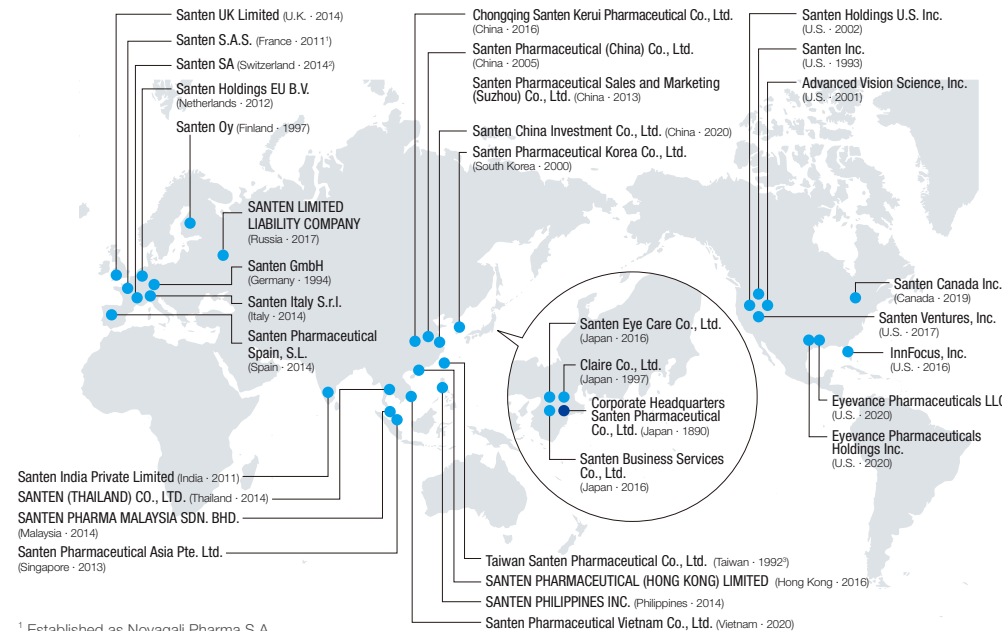 Santen UK Limited (U.K. · 2014)
Santen S.A.S. (France · 2011¹)
Santen SA (Switzerland · 2014²)
Santen Holdings EU B.V.
(Netherlands · 2012)
Santen Oy (Finland · 1997)
SANTEN LIMITED
LIABILITY COMPANY
(Russia · 2017)
Santen GmbH
(Germany · 1994)
Santen Italy S.r.l.
(Italy · 2014)
Santen Pharmaceutical
Spain, S.L.
(Spain · 2014)
Chongqing Santen Kerui Pharmaceutical Co., Ltd.
(China · 2016)
Santen Pharmaceutical (China) Co., Ltd.
(China · 2005)
Santen Pharmaceutical Sales and Marketing
(Suzhou) Co., Ltd. (China · 2013)
Santen China Investment Co., Ltd. (China · 2020)
Santen Pharmaceutical Korea Co., Ltd.
(South Korea · 2000)
Santen Holdings U.S. Inc.
(U.S. · 2002)
Santen Inc.
(U.S. · 1993)
Advanced Vision Science, Inc.
(U.S. · 2001)
Santen Canada Inc.
(Canada · 2019)
Santen Ventures, Inc.
(U.S. · 2017)
InnFocus, Inc.
(U.S. · 2016)
Eyevance Pharmaceuticals LLC
(U.S. · 2020)
Eyevance Pharmaceuticals
Holdings Inc.
(U.S. · 2020)
Santen Eye Care Co., Ltd.
(Japan · 2016)
Claire Co., Ltd.
(Japan · 1997)
Corporate Headquarters
Santen Pharmaceutical
Co., Ltd. (Japan · 1890)
Santen Business Services
Co., Ltd.
(Japan · 2016)
Santen India Private Limited (India · 2011)
SANTEN (THAILAND) CO., LTD. (Thailand · 2014)
SANTEN PHARMA MALAYSIA SDN. BHD.
(Malaysia · 2014)
Santen Pharmaceutical Asia Pte. Ltd.
(Singapore · 2013)
Taiwan Santen Pharmaceutical Co., Ltd. (Taiwan · 1992³)
SANTEN PHARMACEUTICAL (HONG KONG) LIMITED (Hong Kong · 2016)
SANTEN PHILIPPINES INC. (Philippines · 2014)
Santen Pharmaceutical Vietnam Co., Ltd. (Vietnam · 2020)
¹ Established as Novagali Pharma S.A.